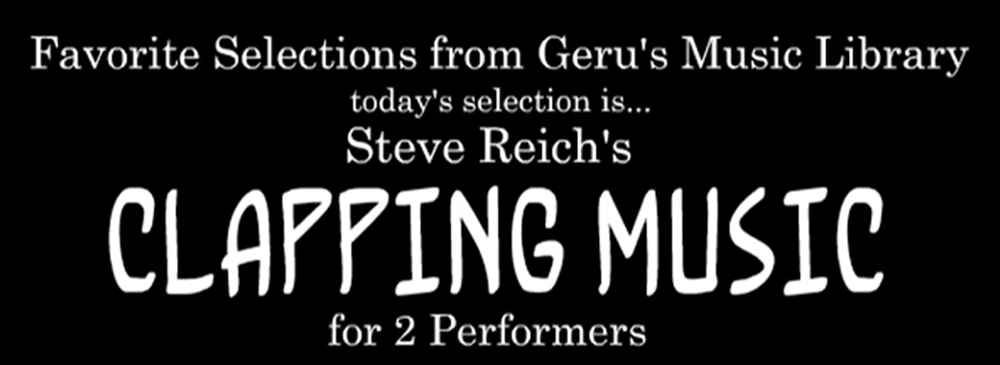 Favorite Selections from Geru's Music Library
today's selection is...
Steve Reich's
CLAPPING MUSIC
for 2 Performers